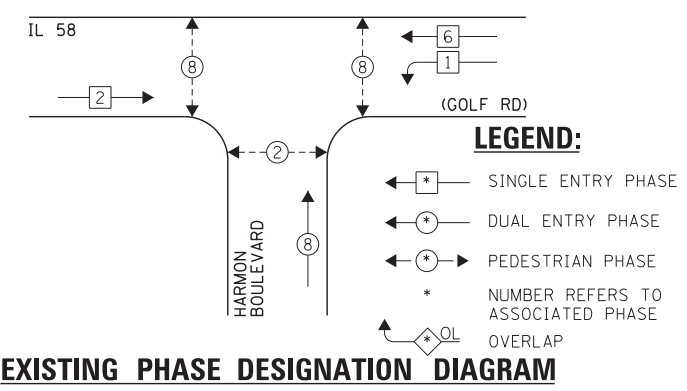 IL 58
6
8
8
1
2
(GOLF RD)
LEGEND:
2
* SINGLE ENTRY PHASE
* DUAL ENTRY PHASE
8
HARMON
BOULEVARD
* PEDESTRIAN PHASE
* NUMBER REFERS TO
ASSOCIATED PHASE
* OL OVERLAP
EXISTING PHASE DESIGNATION DIAGRAM